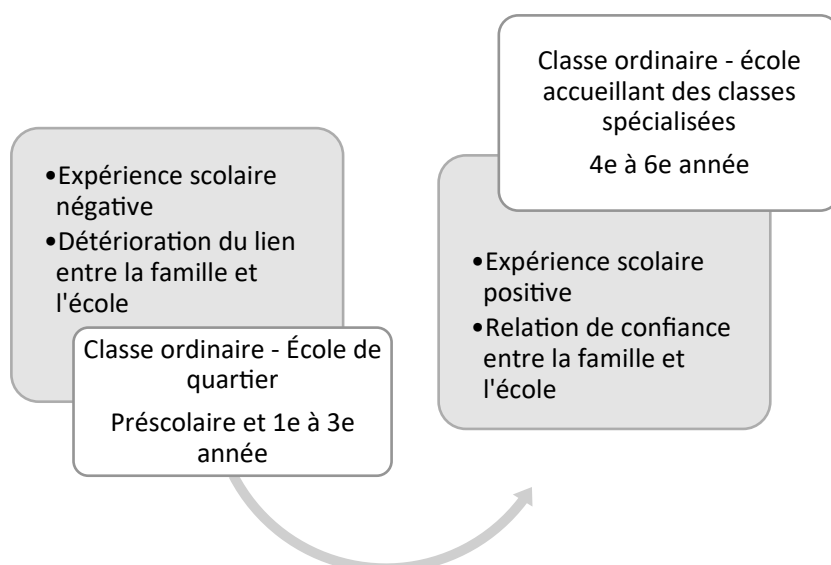 •Expérience scolaire
négative
•Détérioration du lien
entre la famille et
l'école
Classe ordinaire - École de
quartier
Préscolaire et 1e à 3e
année
Classe ordinaire - école
accueillant des classes
spécialisées
4e à 6e année
•Expérience scolaire
positive
•Relation de confiance
entre la famille et
l'école